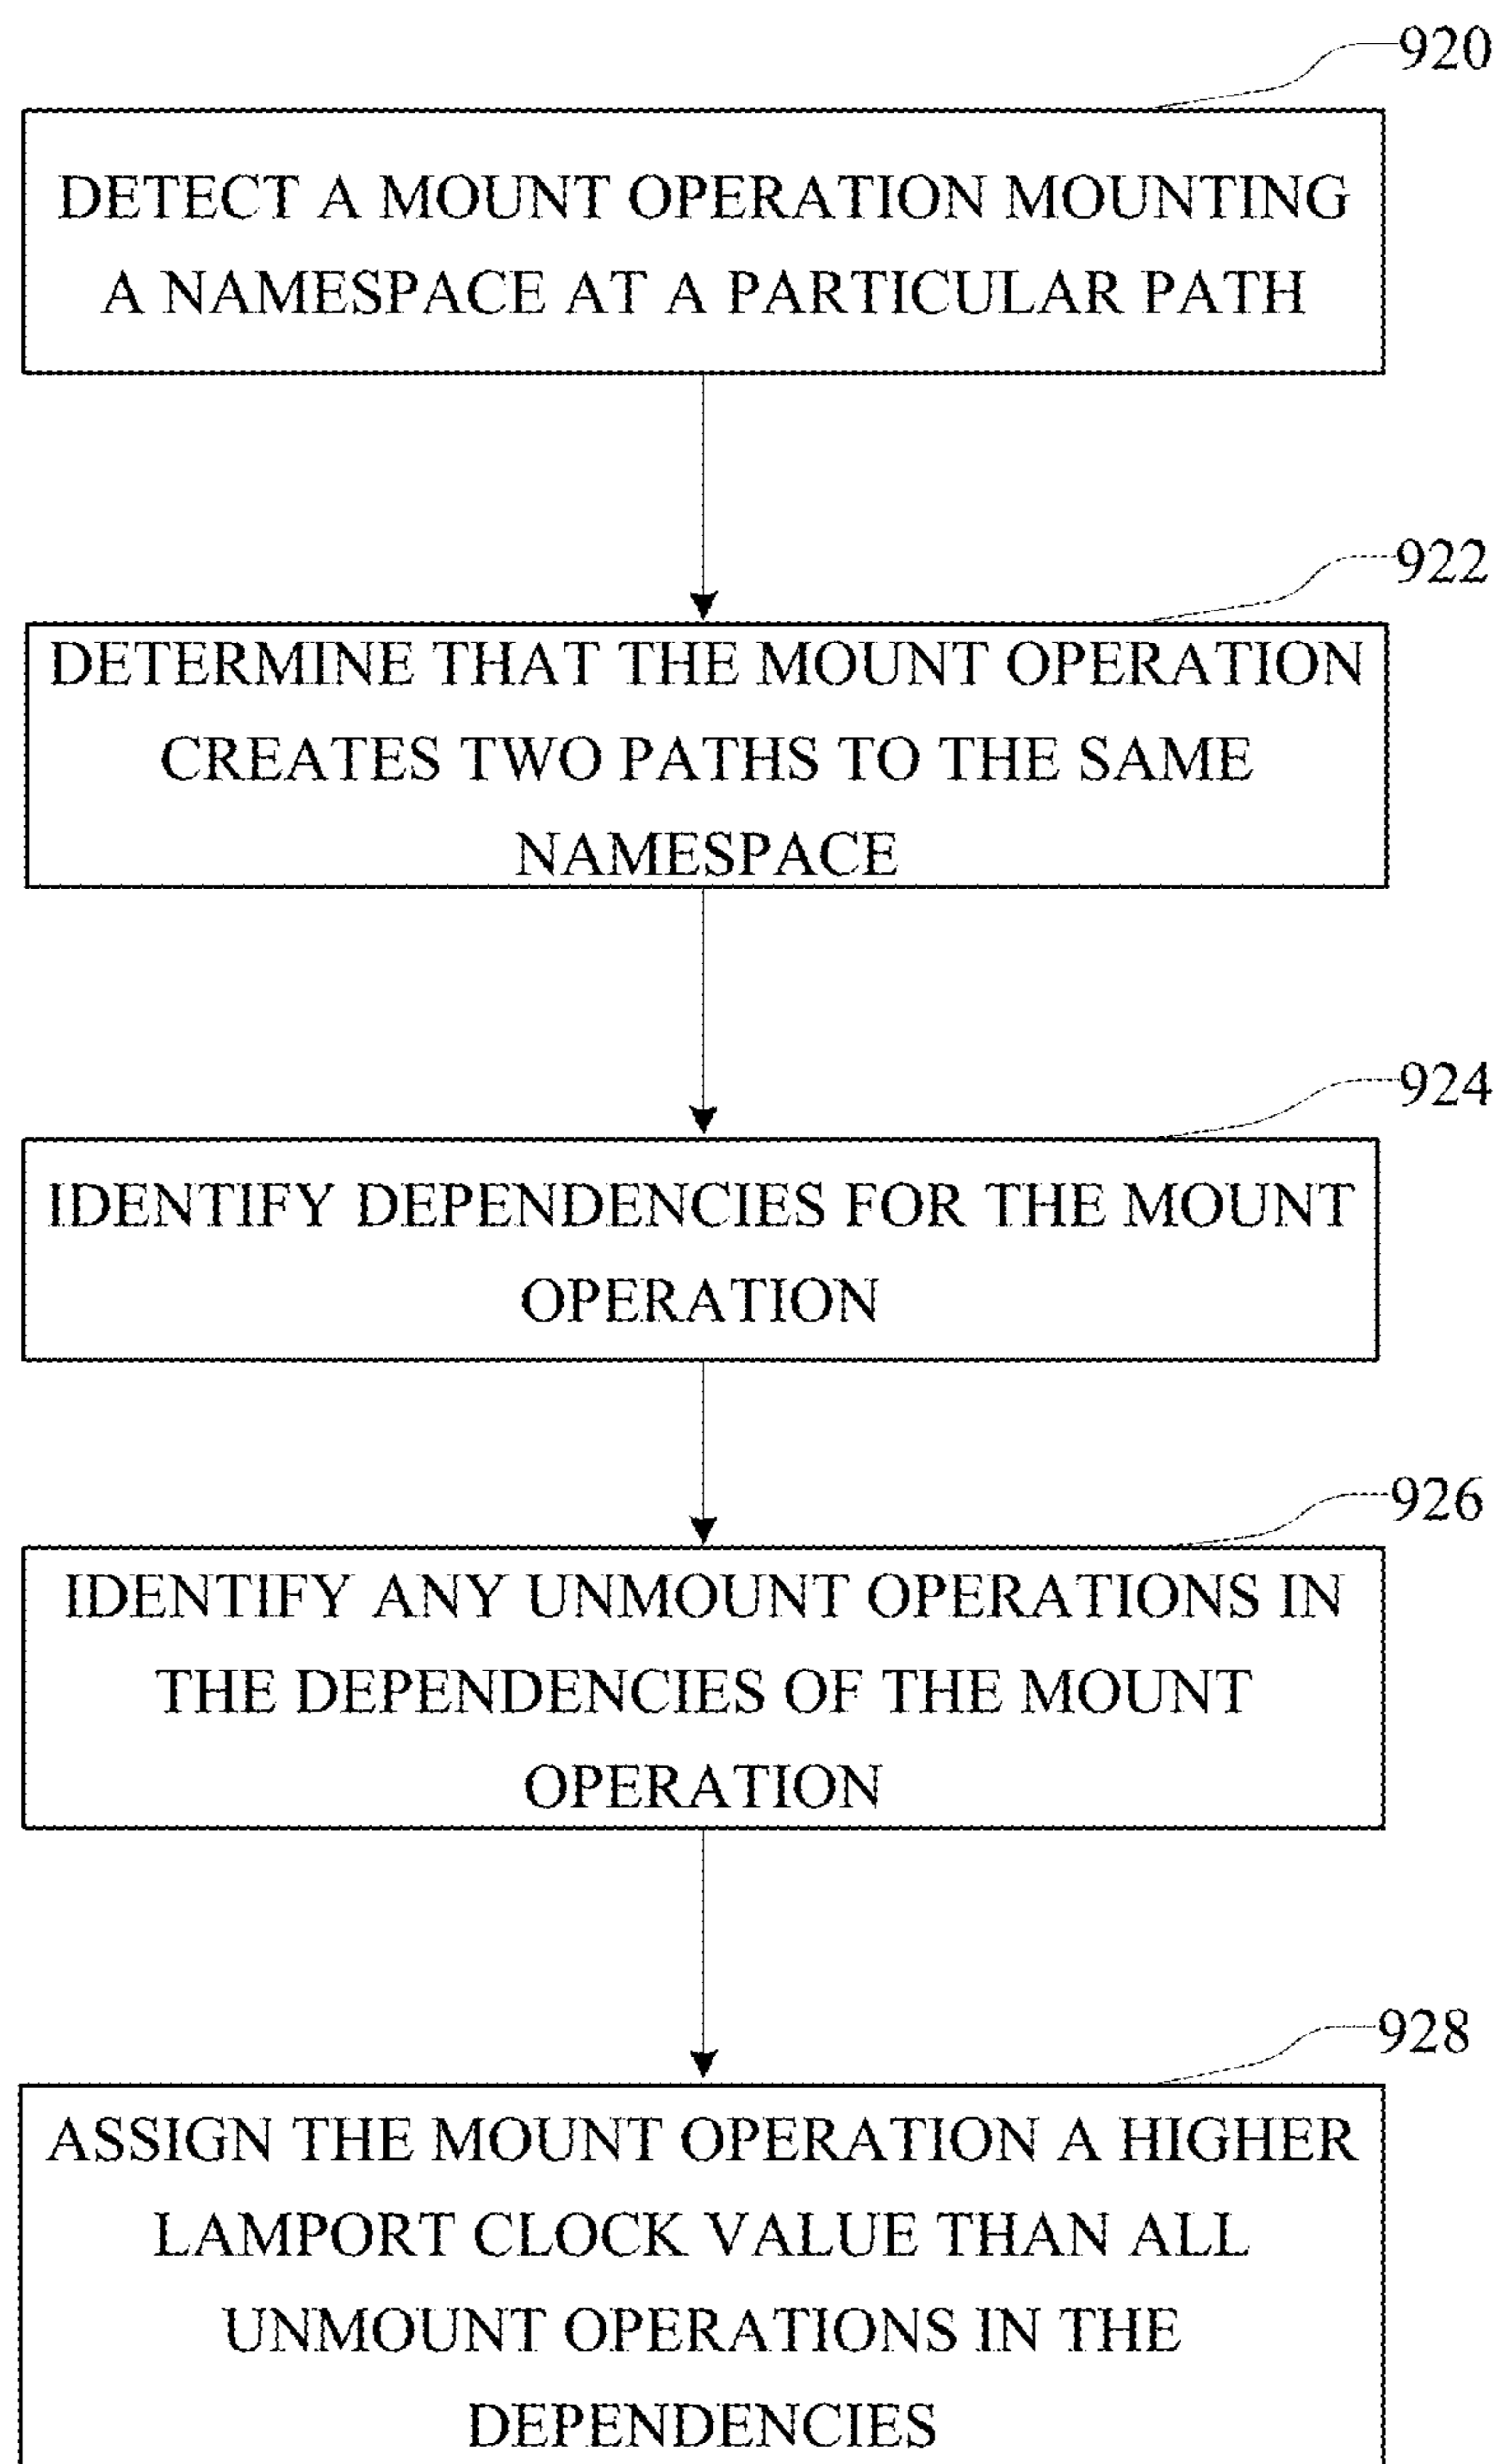 920
DETECT A MOUNT OPERATION MOUNTING
A NAMESPACE AT A PARTICULAR PATH
922
DETERMINE THAT THE MOUNT OPERATION
CREATES TWO PATHS TO THE SAME
NAMESPACE
924
IDENTIFY DEPENDENCIES FOR THE MOUNT
OPERATION
926
IDENTIFY ANY UNMOUNT OPERATIONS IN
THE DEPENDENCIES OF THE MOUNT
OPERATION
928
ASSIGN THE MOUNT OPERATION A HIGHER
LAMPORT CLOCK VALUE THAN ALL
UNMOUNT OPERATIONS IN THE
DEPENDENCIES